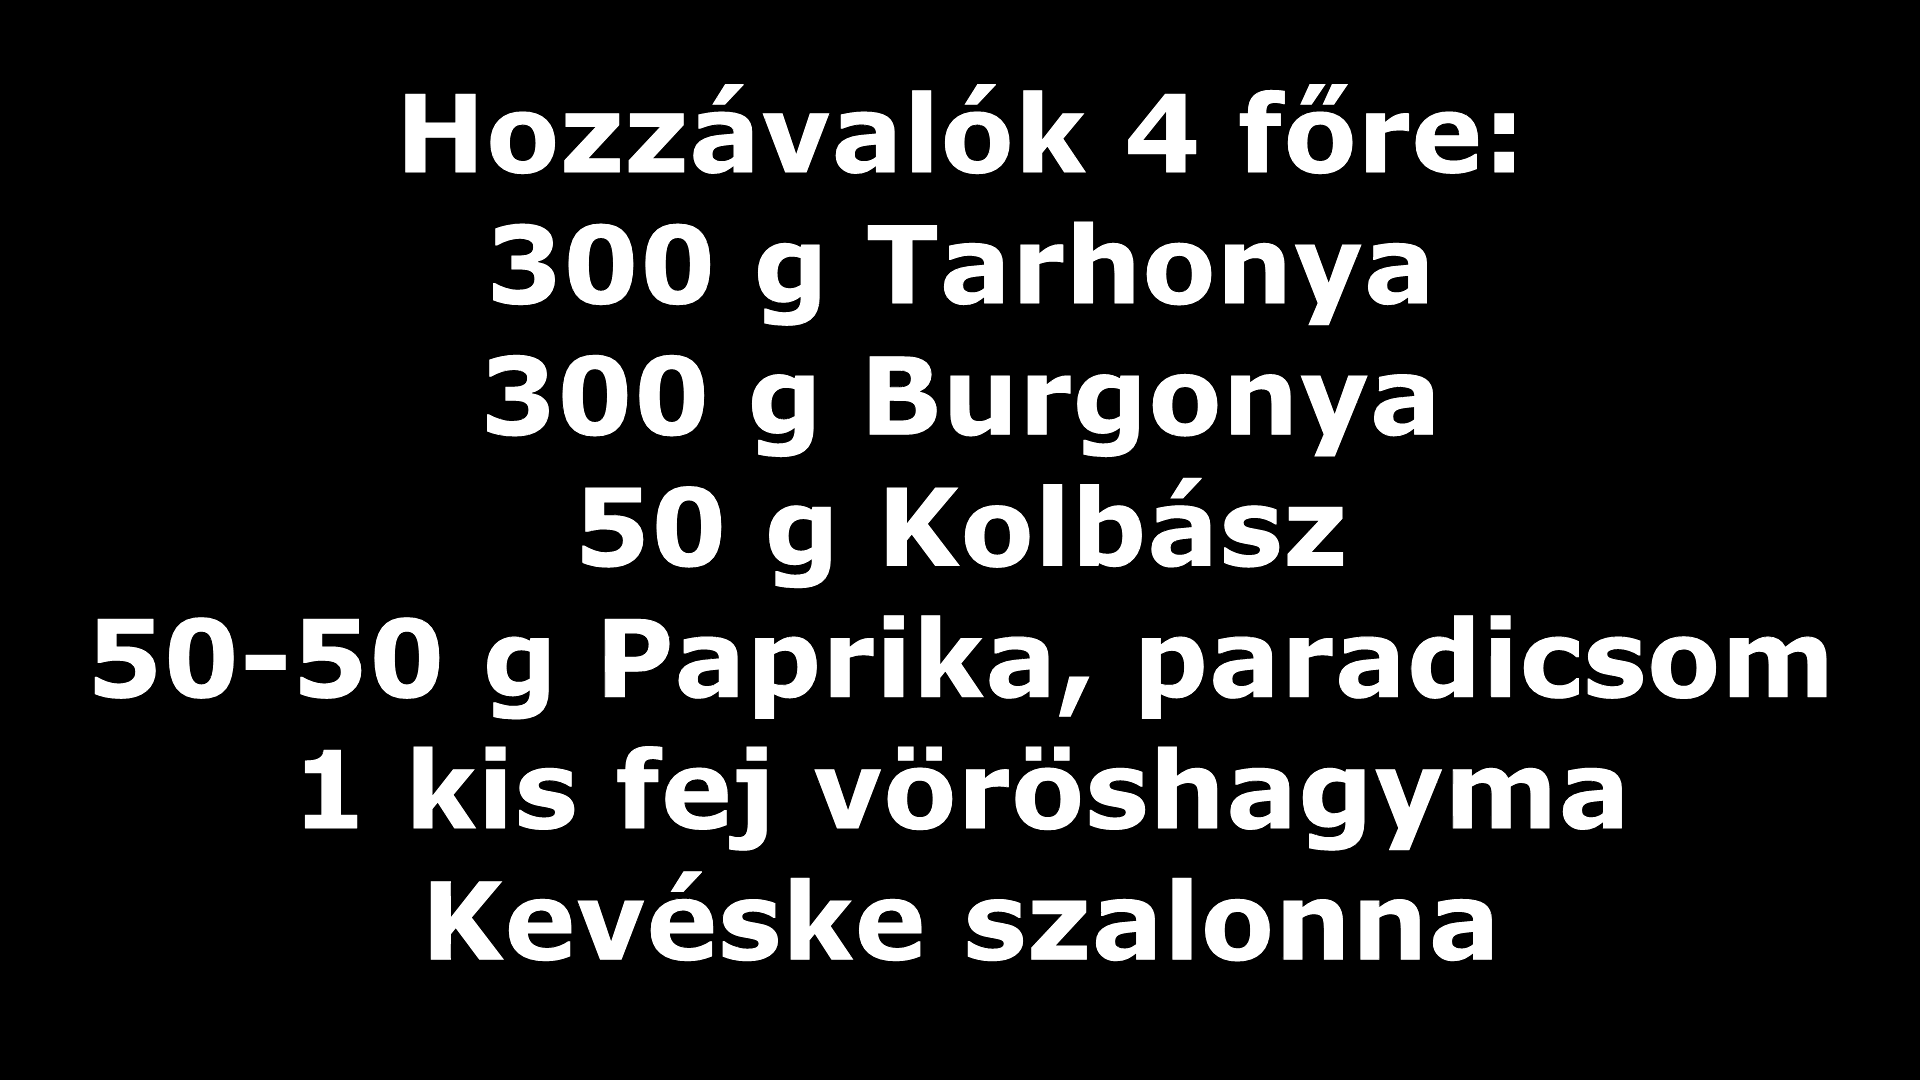 Hozzávalók 4 főre:
300 g Tarhonya
300 g Burgonya
50 g Kolbász
50-50 g Paprika, paradicsom
1 kis fej vöröshagyma
Kevéske szalonna